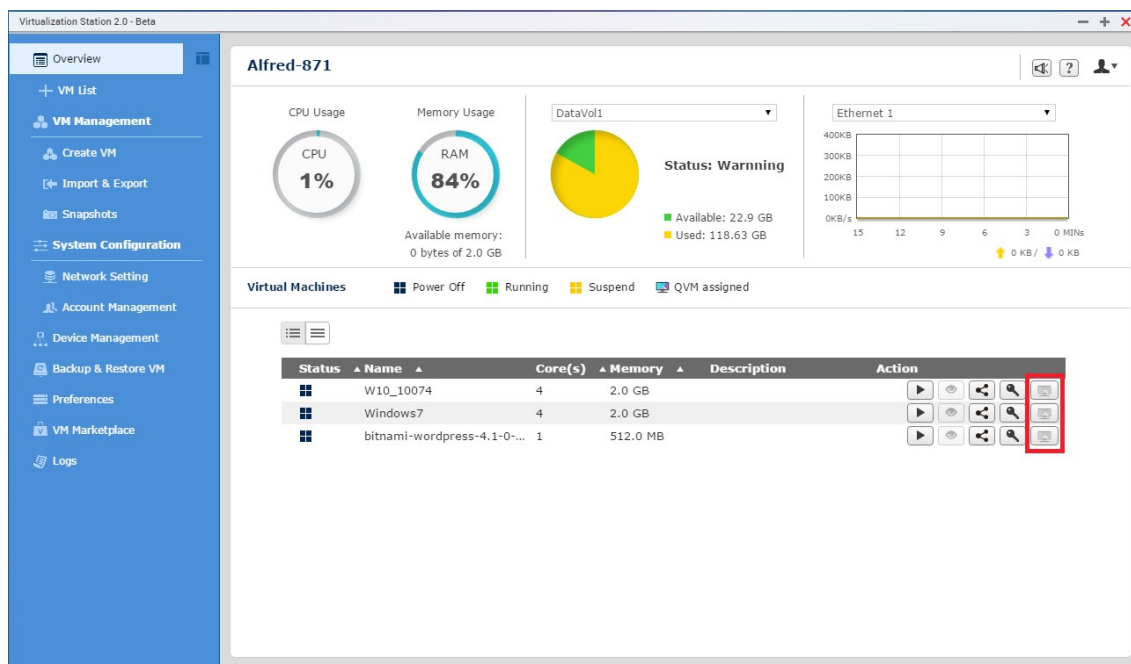 Virtualization Station 2.0 - Beta
Overview
VM List
VM Management
Create VM
Import & Export
Snapshots
System Configuration
Network Setting
Account Management
Device Management
Backup & Restore VM
Preferences
VM Marketplace
Logs
Alfred-871
?
CPU Usage
CPU
1%
Memory Usage
RAM
84%
Available memory:
0 bytes of 2.0 GB
DataVol1
Status: Warnning
Available: 22.9 GB
Used: 118.63 GB
Ethernet 1
400KB
300KB
200KB
100KB
0KB/s
15 12 9 6 3 0 MINs
0 KB/ 0 KB
Virtual Machines Power Off Running Suspend QVM assigned
Status Name Core(s) Memory Description Action
W10_10074 4 2.0 GB
Windows7 4 2.0 GB
bitnami-wordpress-4.1-0-... 1 512.0 MB